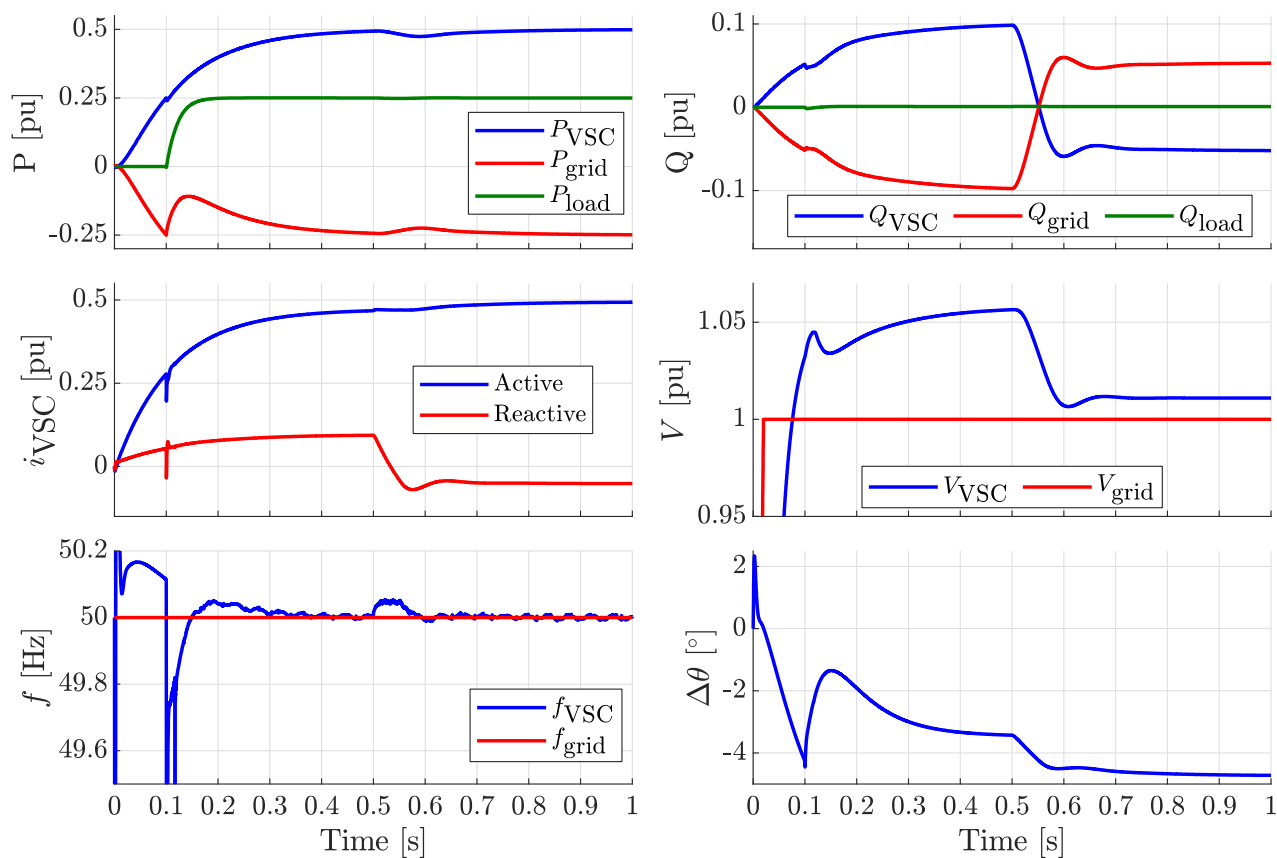 0.5
0.25
0
-0.25
P [pu]
P_VSC
P_grid
P_load
0.1
0
-0.1
Q [pu]
Q_VSC Q_grid Q_load
0.5
0.25
0
i_VSC [pu]
Active
Reactive
1.05
1
0.95
V [pu]
V_VSC V_grid
50.2
50
49.8
49.6
f [Hz]
f_VSC
f_grid
0 0.1 0.2 0.3 0.4 0.5 0.6 0.7 0.8 0.9 1
Time [s]
2
0
-2
-4
Δθ [°]
0 0.1 0.2 0.3 0.4 0.5 0.6 0.7 0.8 0.9 1
Time [s]